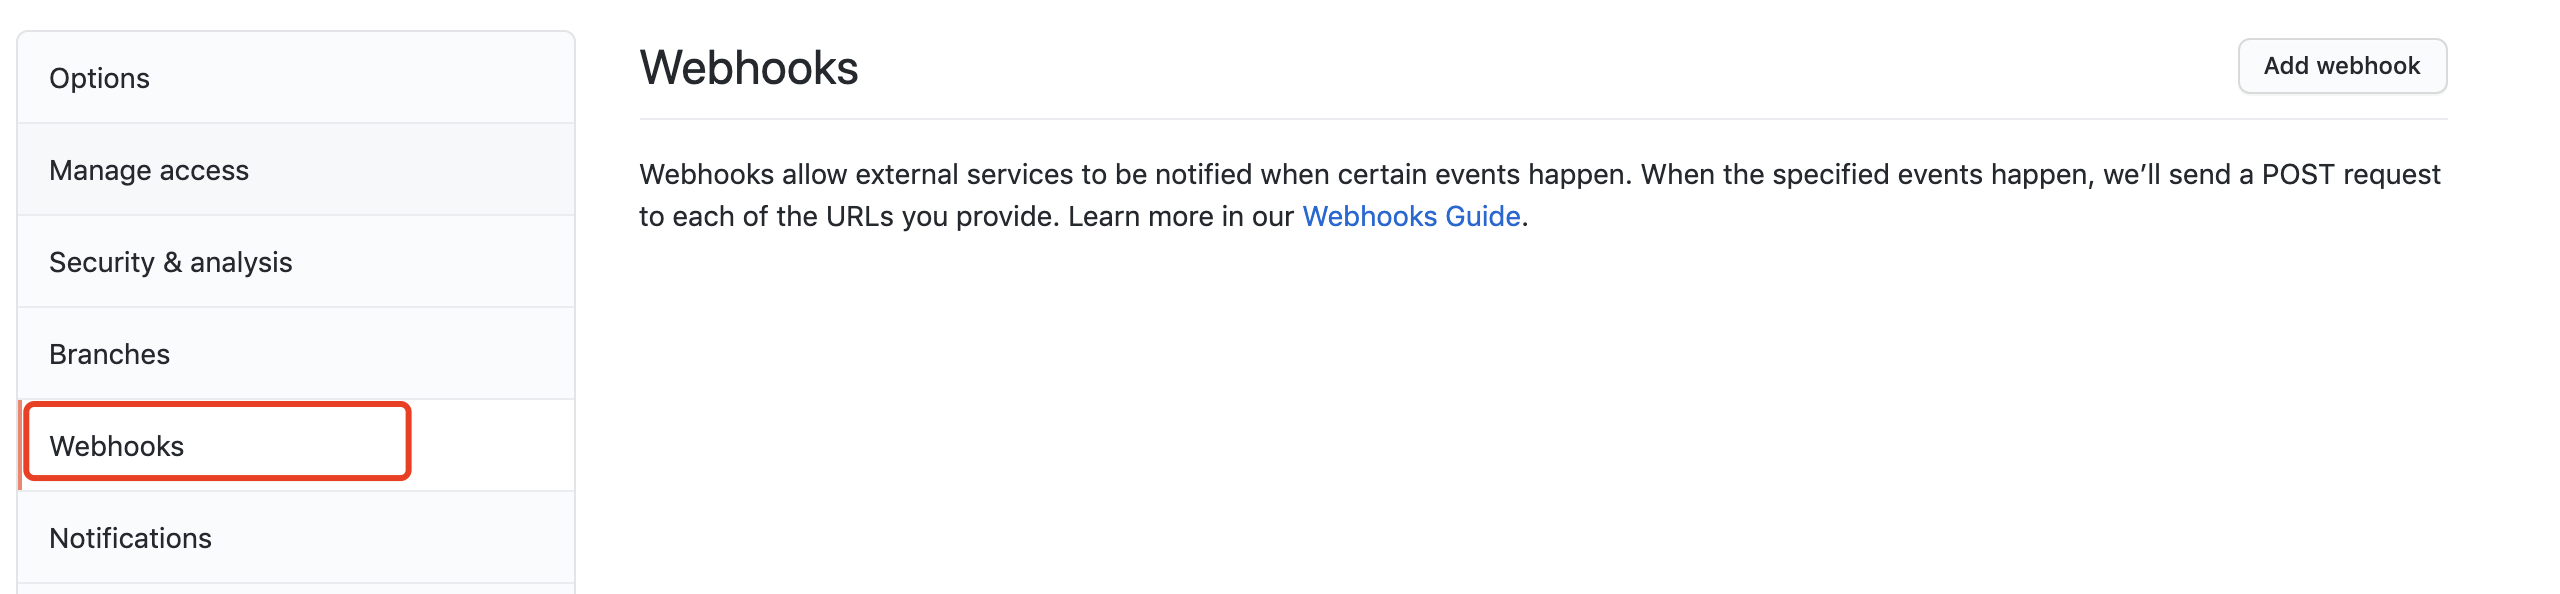 Options
Manage access
Security & analysis
Branches
Webhooks
Notifications
Webhooks
Add webhook
Webhooks allow external services to be notified when certain events happen. When the specified events happen, we’ll send a POST request
to each of the URLs you provide. Learn more in our Webhooks Guide.